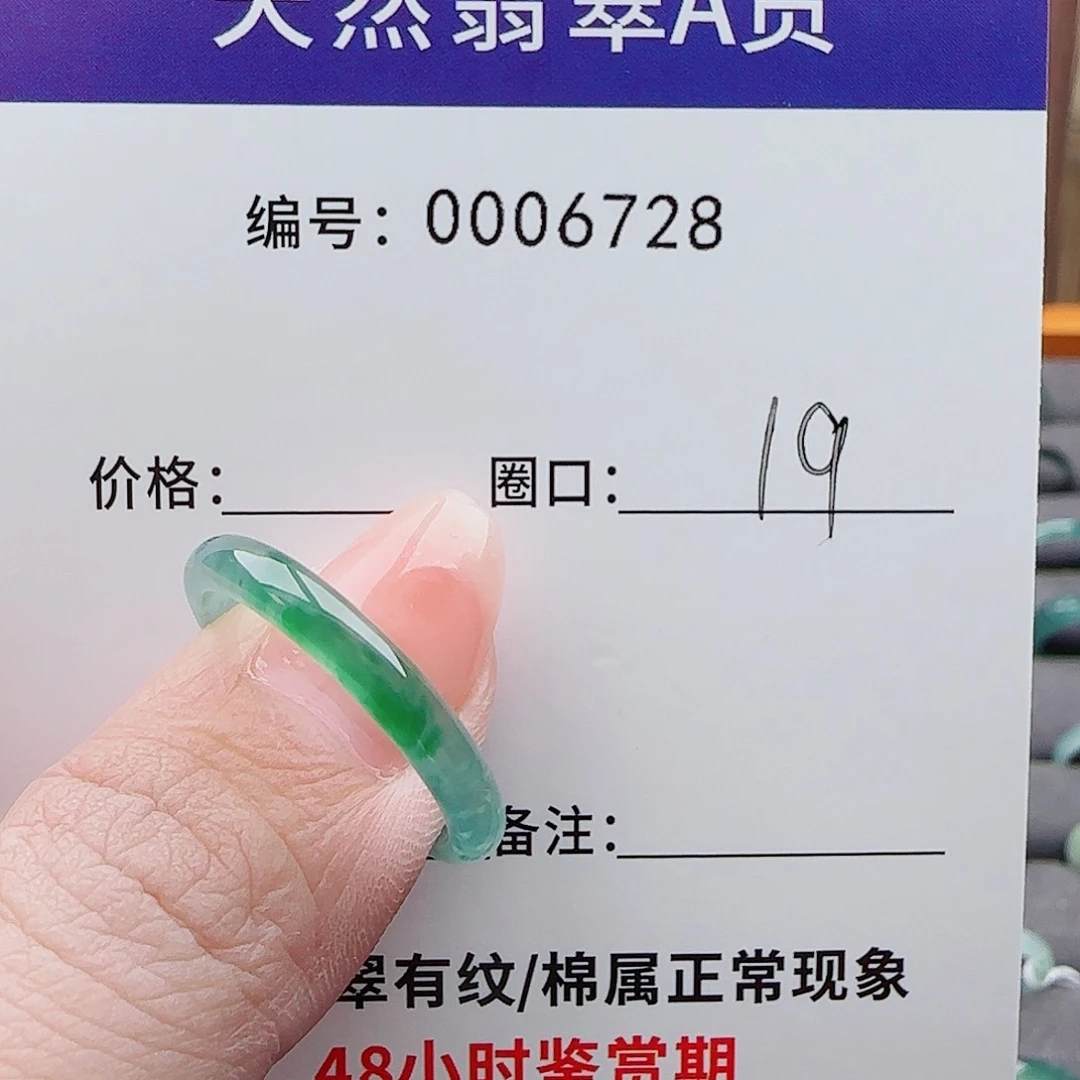 天然翡翠A货
编号：0006728
价格： 圈口：19
备注：
翠有纹/棉属正常现象
48小时鉴赏期